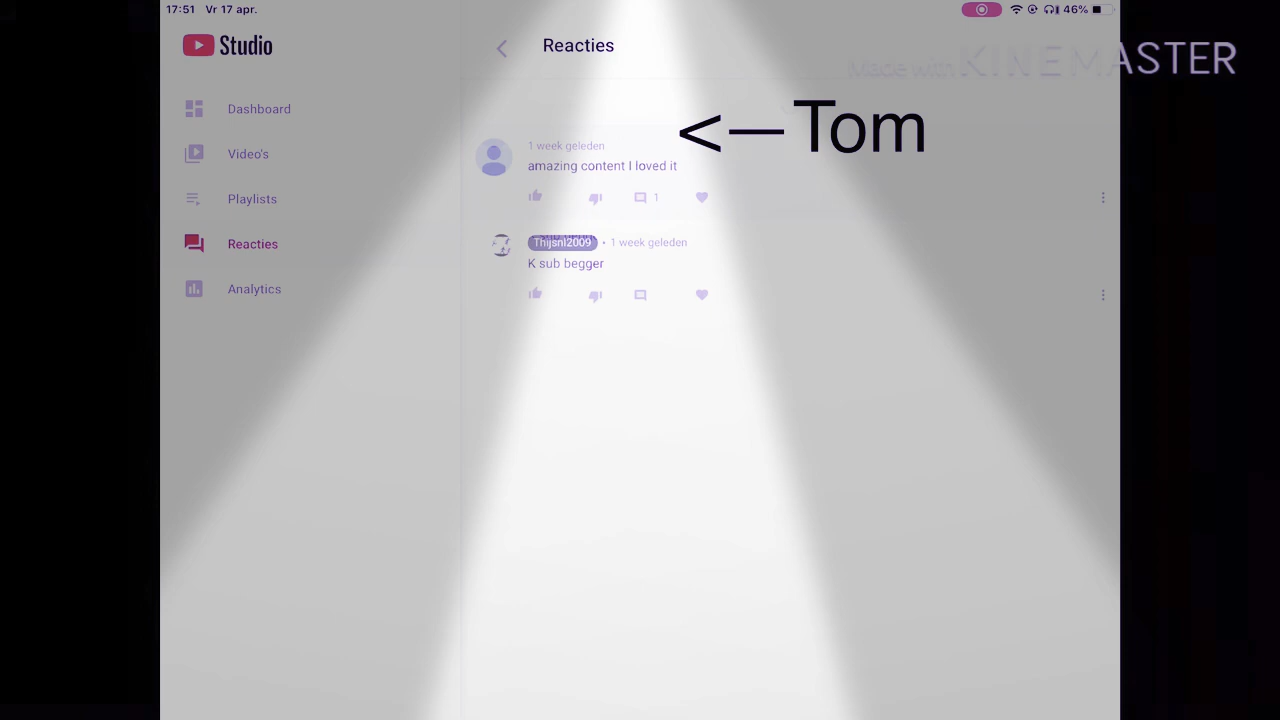 17:51 Vr 17 apr. 46%
Studio
Reacties
Made with KINEMASTER
Dashboard
Video's
Playlists
Reacties
Analytics
<—Tom
1 week geleden
amazing content I loved it
1
Thijsnl2009 • 1 week geleden
K sub begger